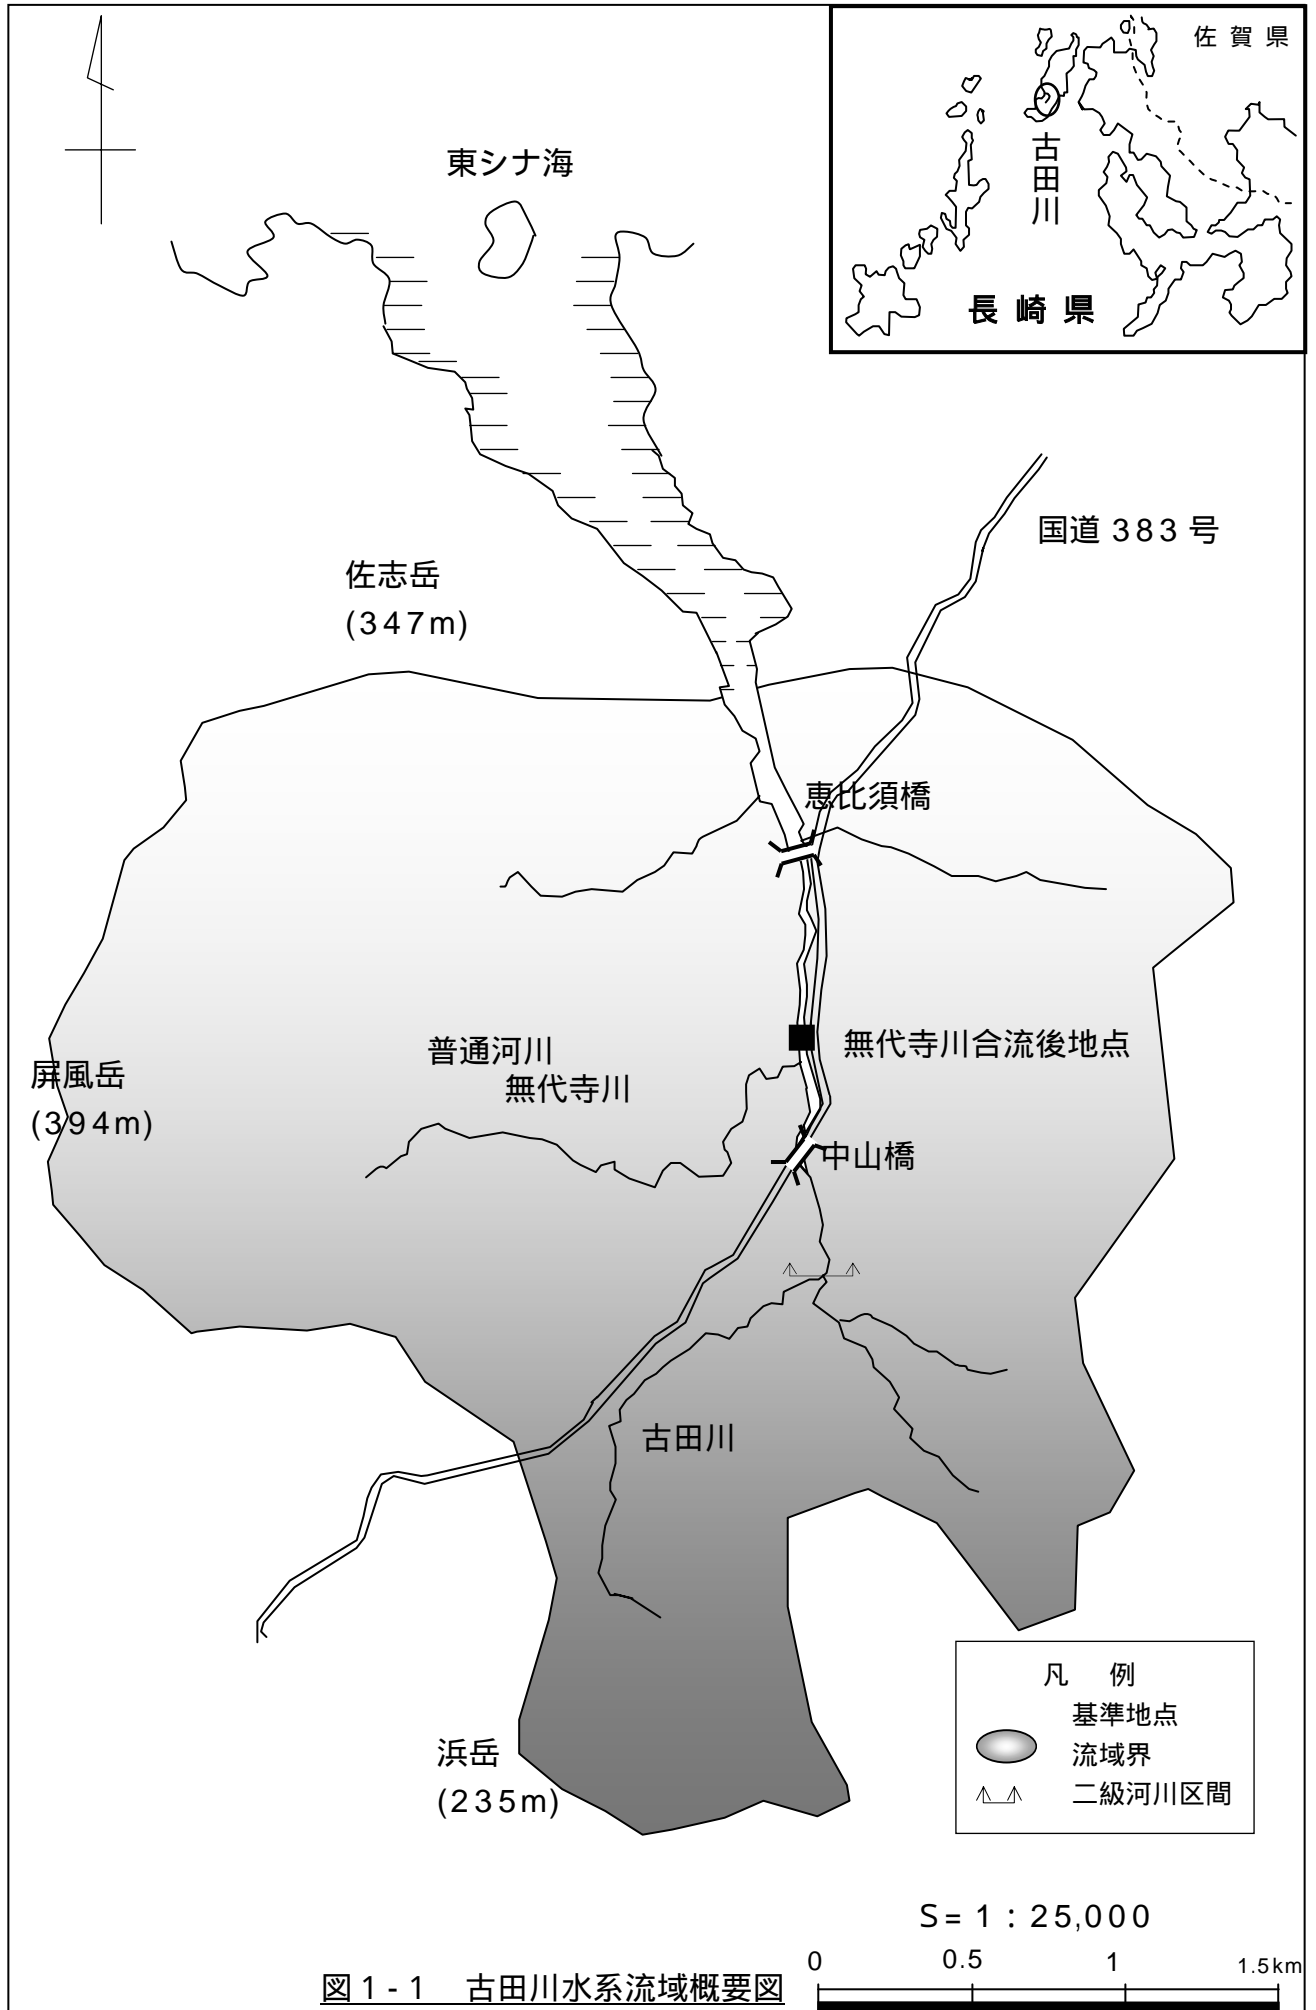 佐賀県
古田川
長崎県
東シナ海
国道383号
佐志岳
(347m)
恵比須橋
無代寺川合流後地点
普通河川
無代寺川
屏風岳
(394m)
中山橋
古田川
浜岳
(235m)
凡 例
基準地点
流域界
二級河川区間
S=1:25,000
0 0.5 1 1.5km
図1-1 古田川水系流域概要図